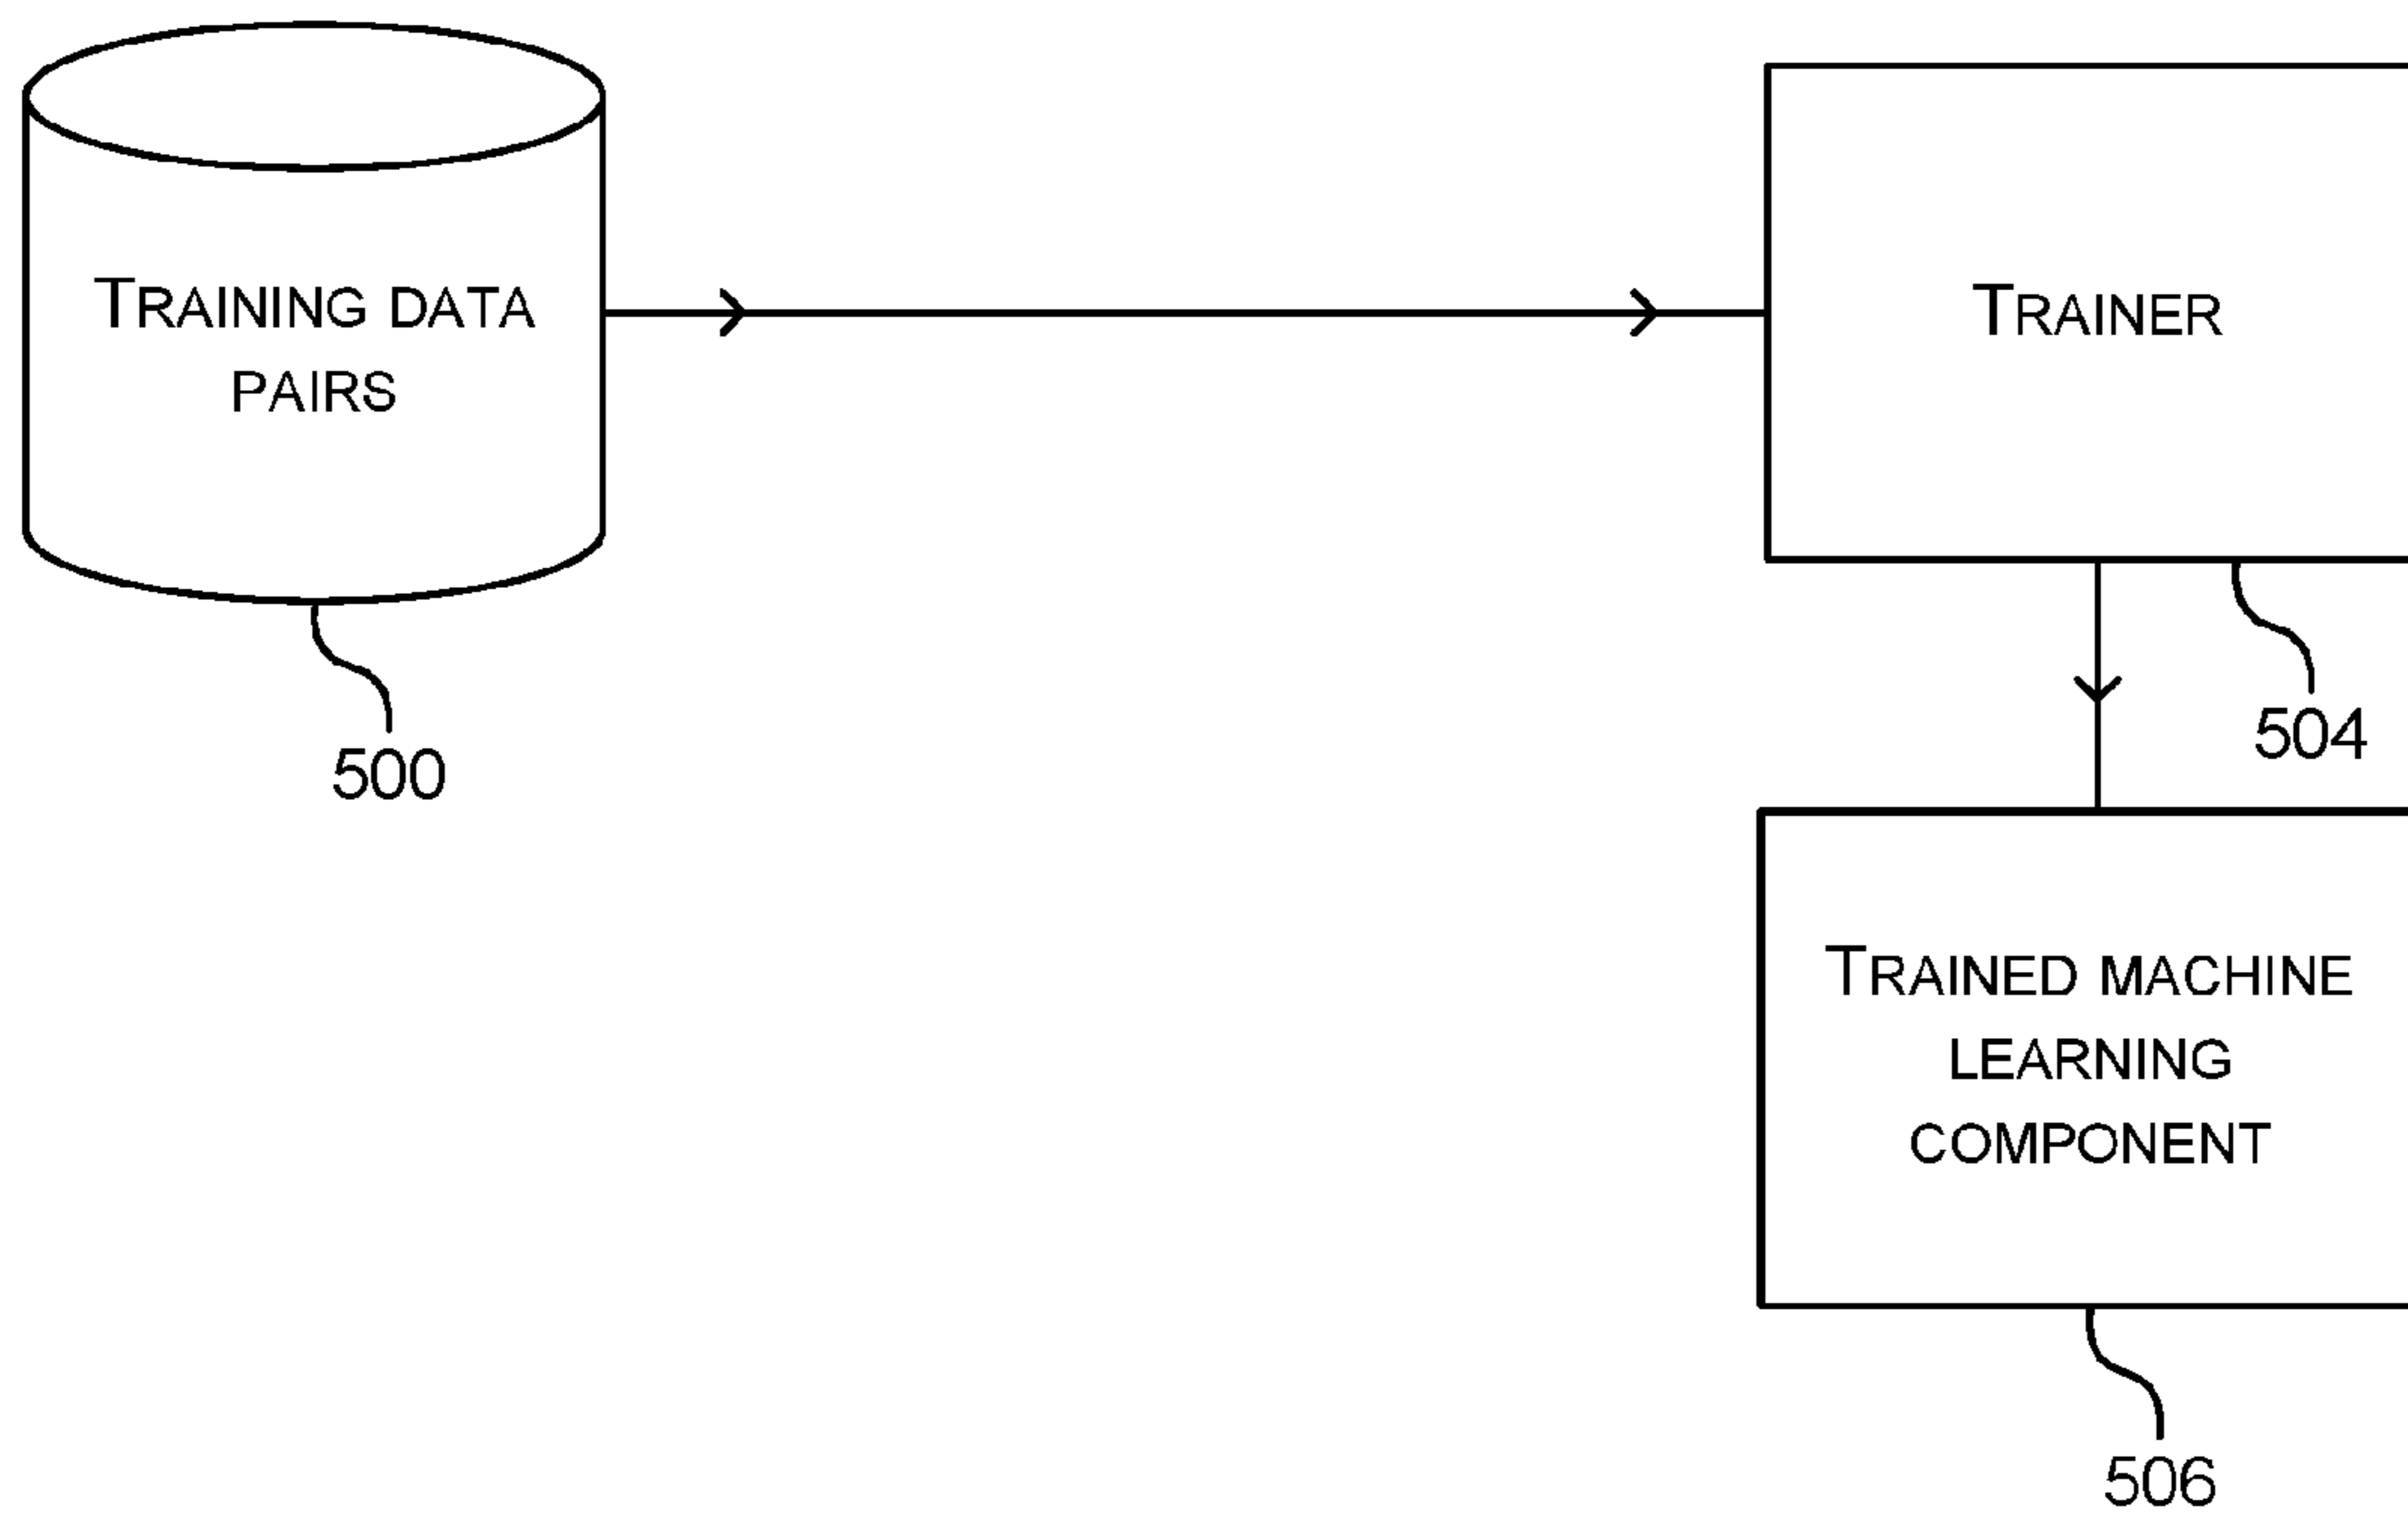 TRAINING DATA
PAIRS
TRAINER
500
504
TRAINED MACHINE
LEARNING
COMPONENT
506